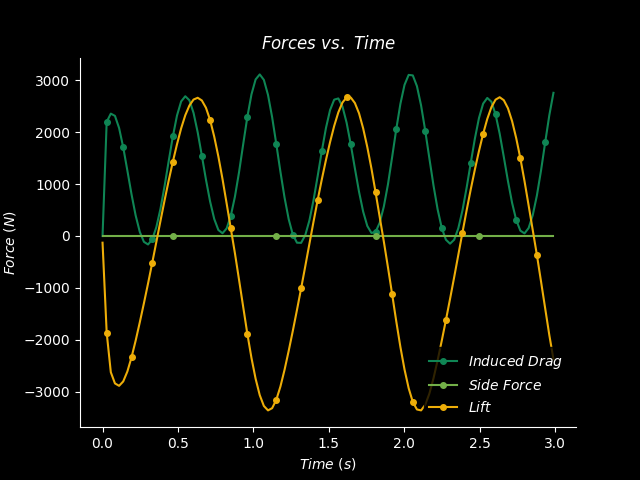 Forces vs. Time
Force (N)
3000
2000
1000
0
−1000
−2000
−3000
Induced Drag
Side Force
Lift
0.0 0.5 1.0 1.5 2.0 2.5 3.0
Time (s)